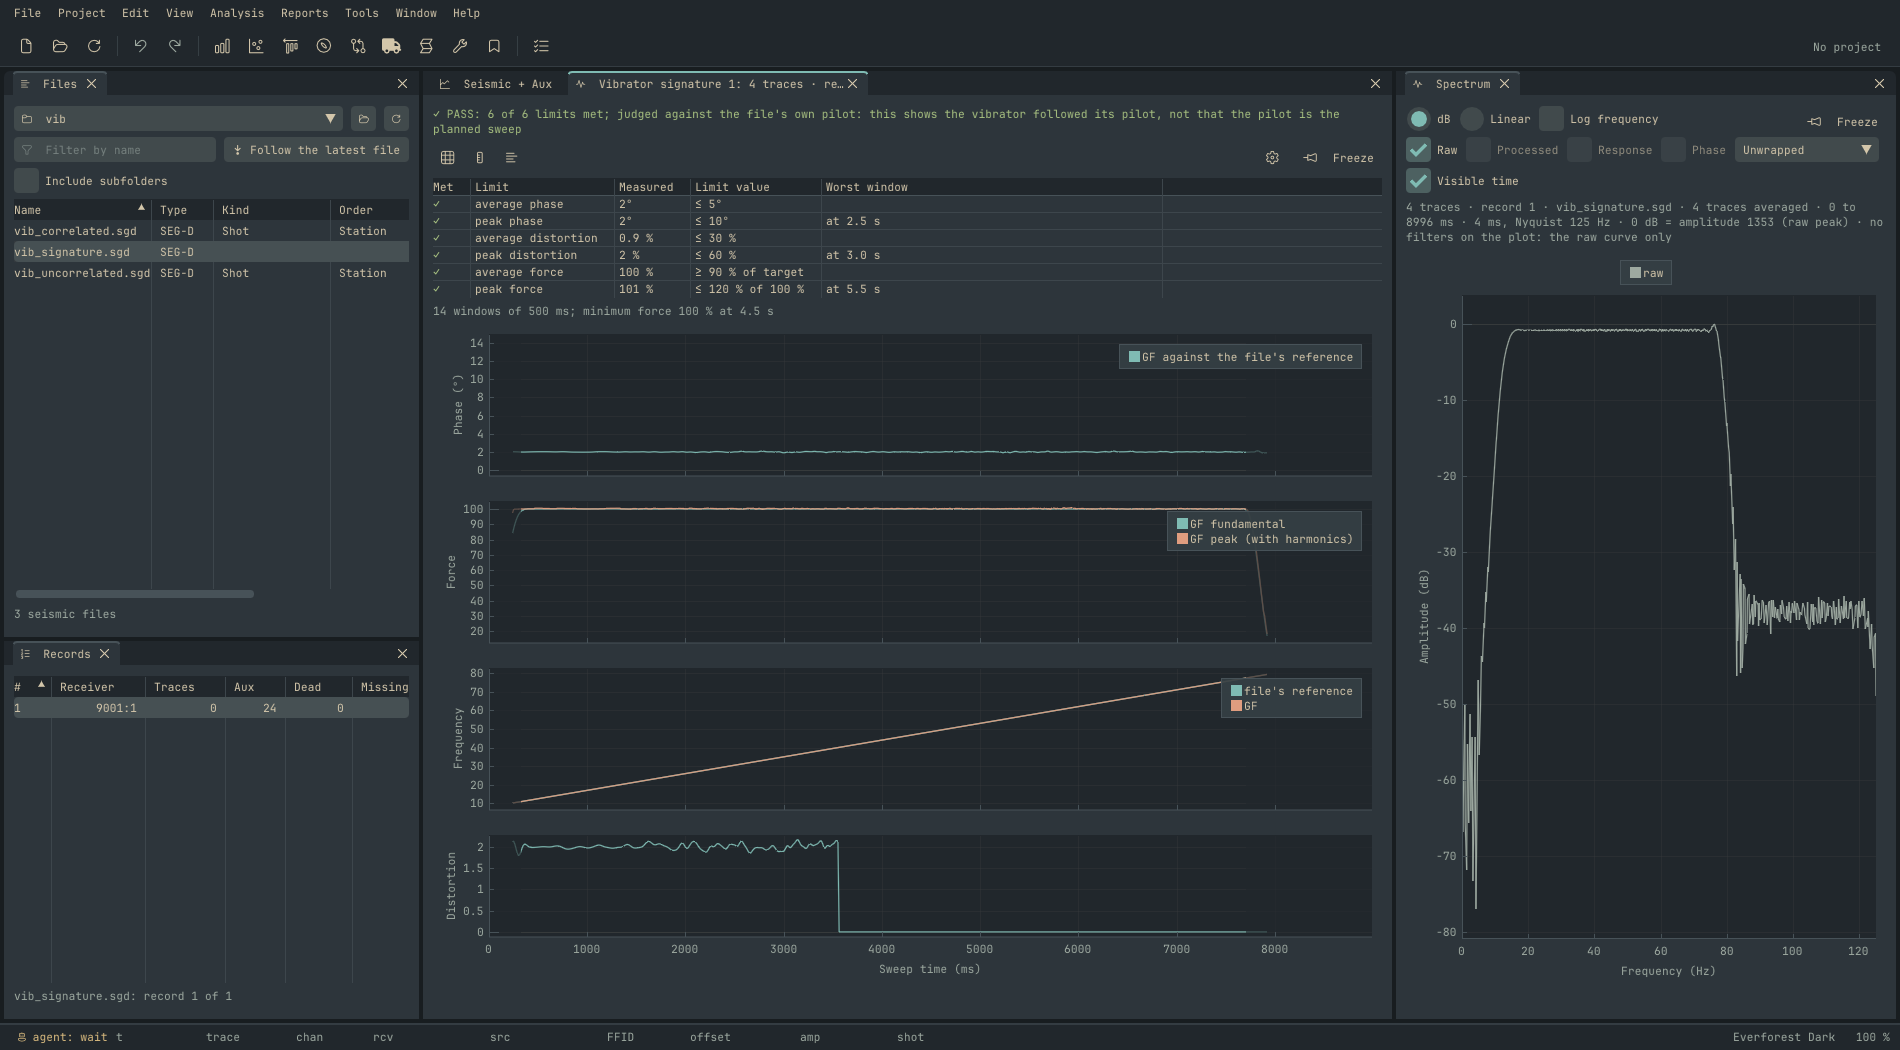 File Project Edit View Analysis Reports Tools Window Help
No project
Files
vib
Filter by name
Follow the latest file
Include subfolders
Name Type Kind Order
vib_correlated.sgd SEG-D Shot Station
vib_signature.sgd SEG-D
vib_uncorrelated.sgd SEG-D Shot Station
3 seismic files
Records
# Receiver Traces Aux Dead Missing
1 9001:1 0 24 0
vib_signature.sgd: record 1 of 1
Seismic + Aux
Vibrator signature 1: 4 traces · re…
✓ PASS: 6 of 6 limits met; judged against the file's own pilot: this shows the vibrator followed its pilot, not that the pilot is the
planned sweep
Freeze
Met Limit Measured Limit value Worst window
✓ average phase 2° ≤ 5°
✓ peak phase 2° ≤ 10° at 2.5 s
✓ average distortion 0.9 % ≤ 30 %
✓ peak distortion 2 % ≤ 60 % at 3.0 s
✓ average force 100 % ≥ 90 % of target
✓ peak force 101 % ≤ 120 % of 100 % at 5.5 s
14 windows of 500 ms; minimum force 100 % at 4.5 s
Phase (°)
14
12
10
8
6
4
2
0
GF against the file's reference
Force
100
90
80
70
60
50
40
30
20
GF fundamental
GF peak (with harmonics)
Frequency
80
70
60
50
40
30
20
10
file's reference
GF
Distortion
2
1.5
1
0.5
0
0 1000 2000 3000 4000 5000 6000 7000 8000
Sweep time (ms)
Spectrum
dB Linear Log frequency
Freeze
Raw Processed Response Phase Unwrapped
Visible time
4 traces · record 1 · vib_signature.sgd · 4 traces averaged · 0 to
8996 ms · 4 ms, Nyquist 125 Hz · 0 dB = amplitude 1353 (raw peak) · no
filters on the plot: the raw curve only
raw
Amplitude (dB)
0
-10
-20
-30
-40
-50
-60
-70
-80
0 20 40 60 80 100 120
Frequency (Hz)
agent: wait t trace chan rcv src FFID offset amp shot
Everforest Dark 100 %